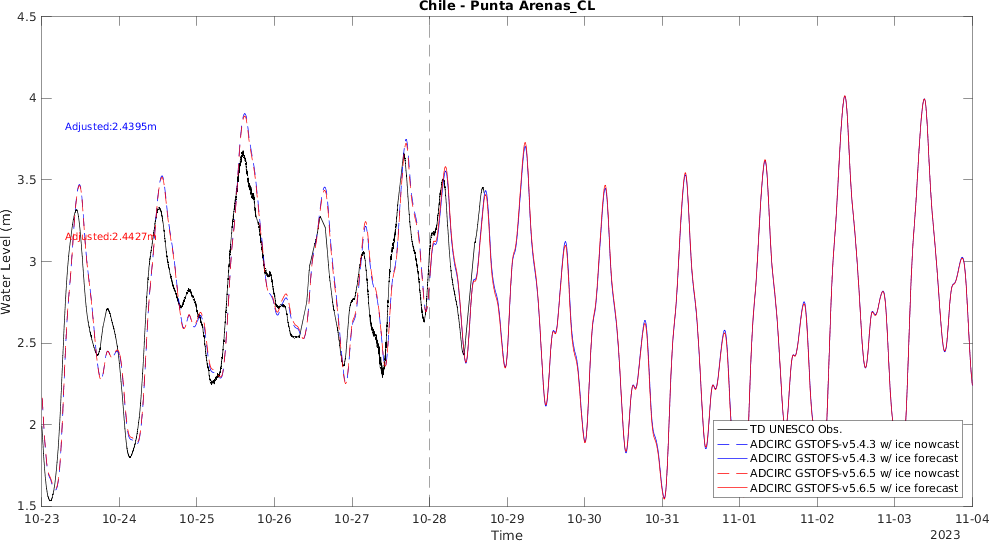 Chile - Punta Arenas_CL
4.5
4
3.5
3
2.5
2
1.5
Water Level (m)
Adjusted:2.4395m
Adjusted:2.4427m
TD UNESCO Obs.
ADCIRC GSTOFS-v5.4.3 w/ ice nowcast
ADCIRC GSTOFS-v5.4.3 w/ ice forecast
ADCIRC GSTOFS-v5.6.5 w/ ice nowcast
ADCIRC GSTOFS-v5.6.5 w/ ice forecast
10-23 10-24 10-25 10-26 10-27 10-28 10-29 10-30 10-31 11-01 11-02 11-03 11-04
Time
2023